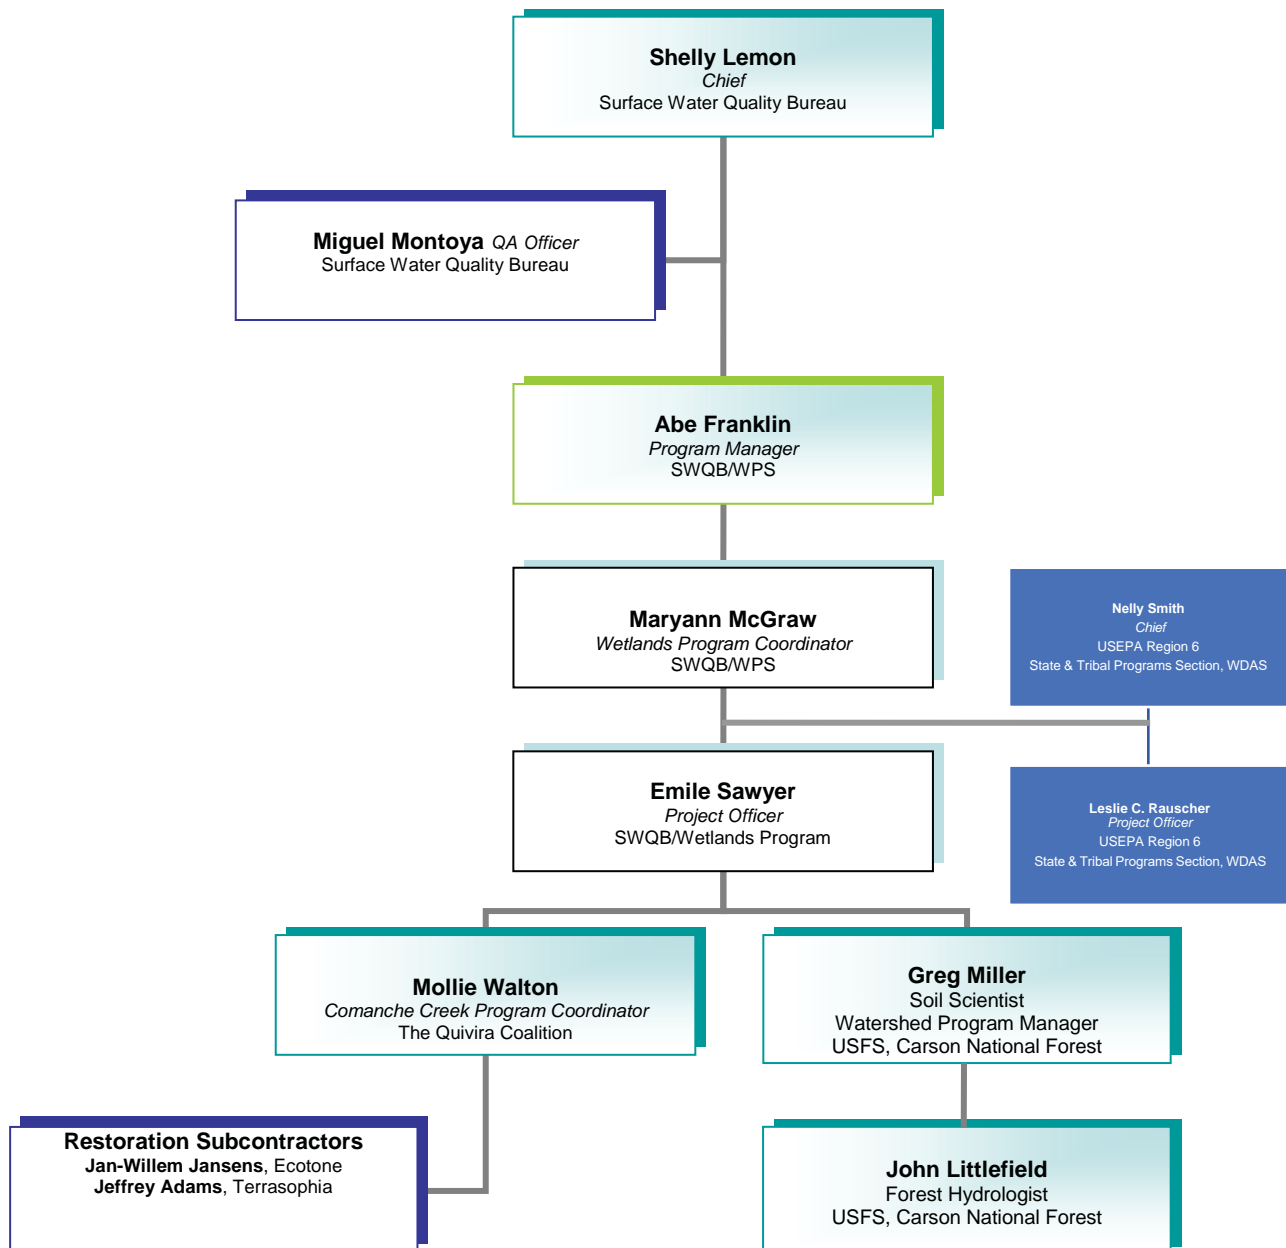 Shelly Lemon
Chief
Surface Water Quality Bureau
Miguel Montoya QA Officer
Surface Water Quality Bureau
Abe Franklin
Program Manager
SWQB/WPS
Maryann McGraw
Wetlands Program Coordinator
SWQB/WPS
Nelly Smith
Chief
USEPA Region 6
State & Tribal Programs Section, WDAS
Emile Sawyer
Project Officer
SWQB/Wetlands Program
Leslie C. Rauscher
Project Officer
USEPA Region 6
State & Tribal Programs Section, WDAS
Mollie Walton
Comanche Creek Program Coordinator
The Quivira Coalition
Greg Miller
Soil Scientist
Watershed Program Manager
USFS, Carson National Forest
Restoration Subcontractors
Jan-Willem Jansens, Ecotone
Jeffrey Adams, Terrasophia
John Littlefield
Forest Hydrologist
USFS, Carson National Forest